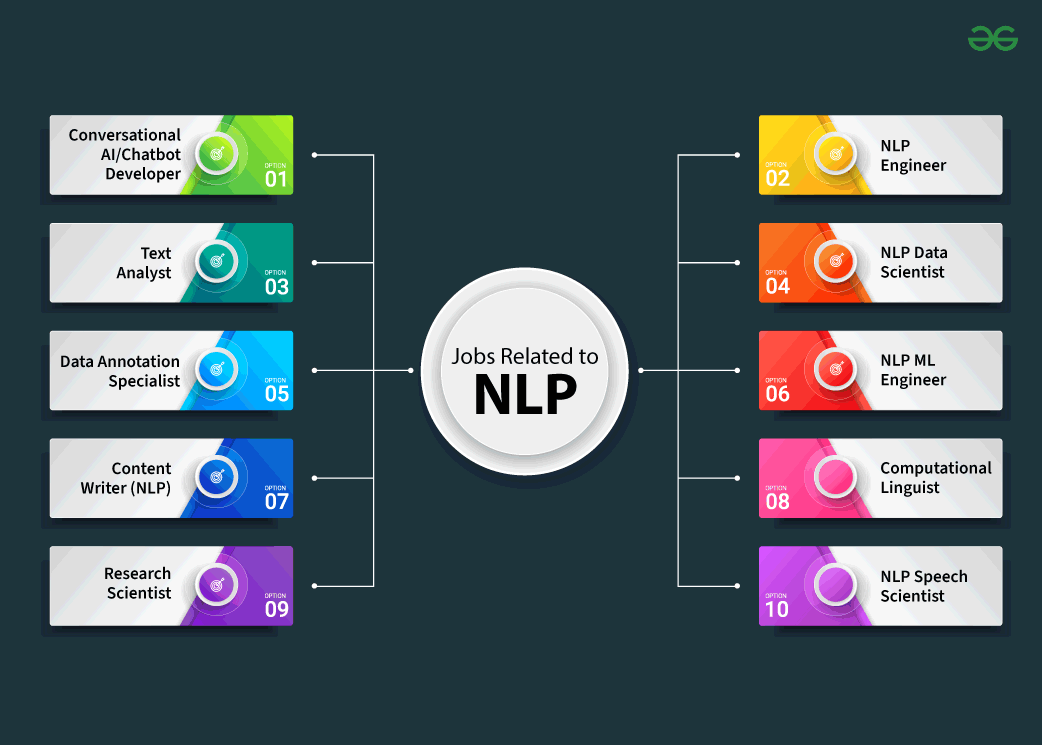 Conversational
AI/Chatbot
Developer
OPTION
01
NLP
Engineer
OPTION
02
Text
Analyst
OPTION
03
NLP Data
Scientist
OPTION
04
Data Annotation
Specialist
OPTION
05
Jobs Related to
NLP
NLP ML
Engineer
OPTION
06
Content
Writer (NLP)
OPTION
07
Computational
Linguist
OPTION
08
Research
Scientist
OPTION
09
NLP Speech
Scientist
OPTION
10